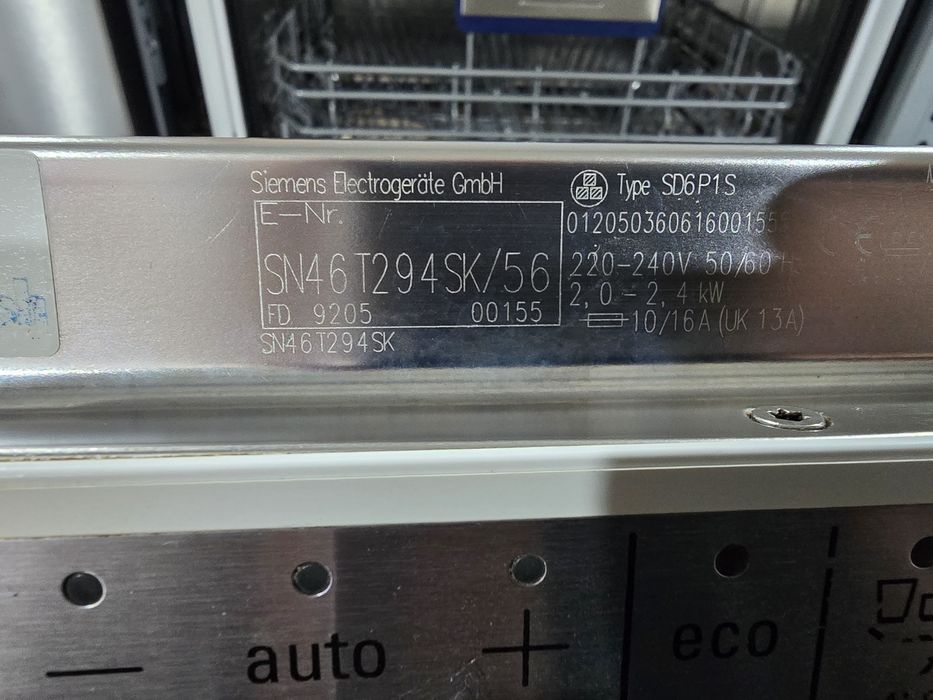 Siemens Electrogeräte GmbH
E-Nr.
SN46T294SK/56
FD 9205 00155
SN46T294SK
Type SD6P1S
012050360616001555
220-240V 50/60
2,0-2,4 kW
10/16A (UK 13A)
auto
eco